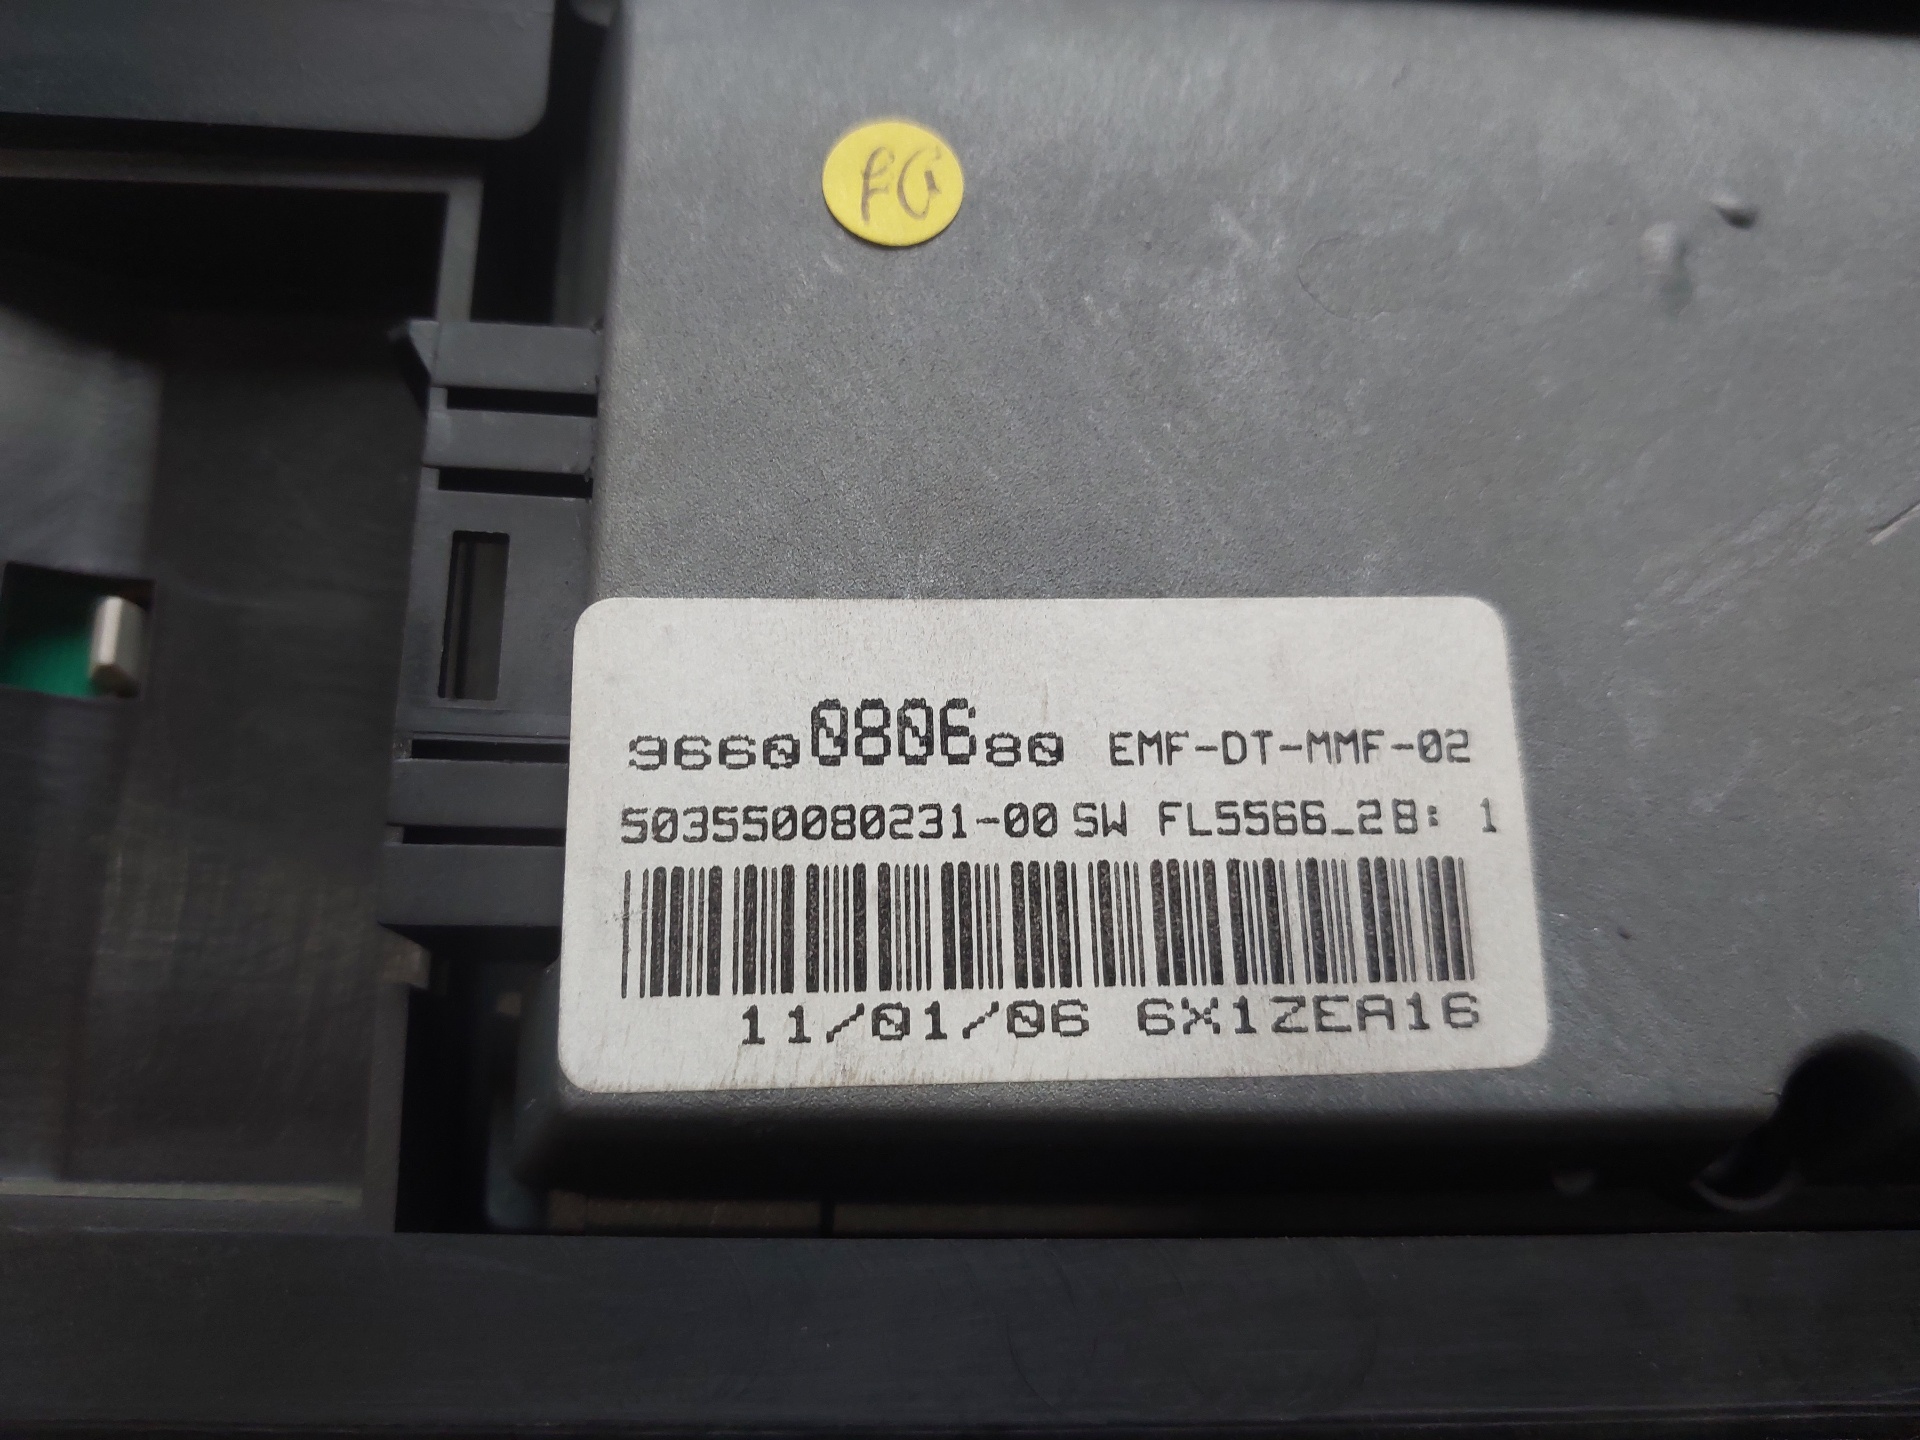 FG
9660080680 EMF-DT-MMF-02
503550080231-00 SW FL5566_28: 1
11/01/06 6X1ZEA16